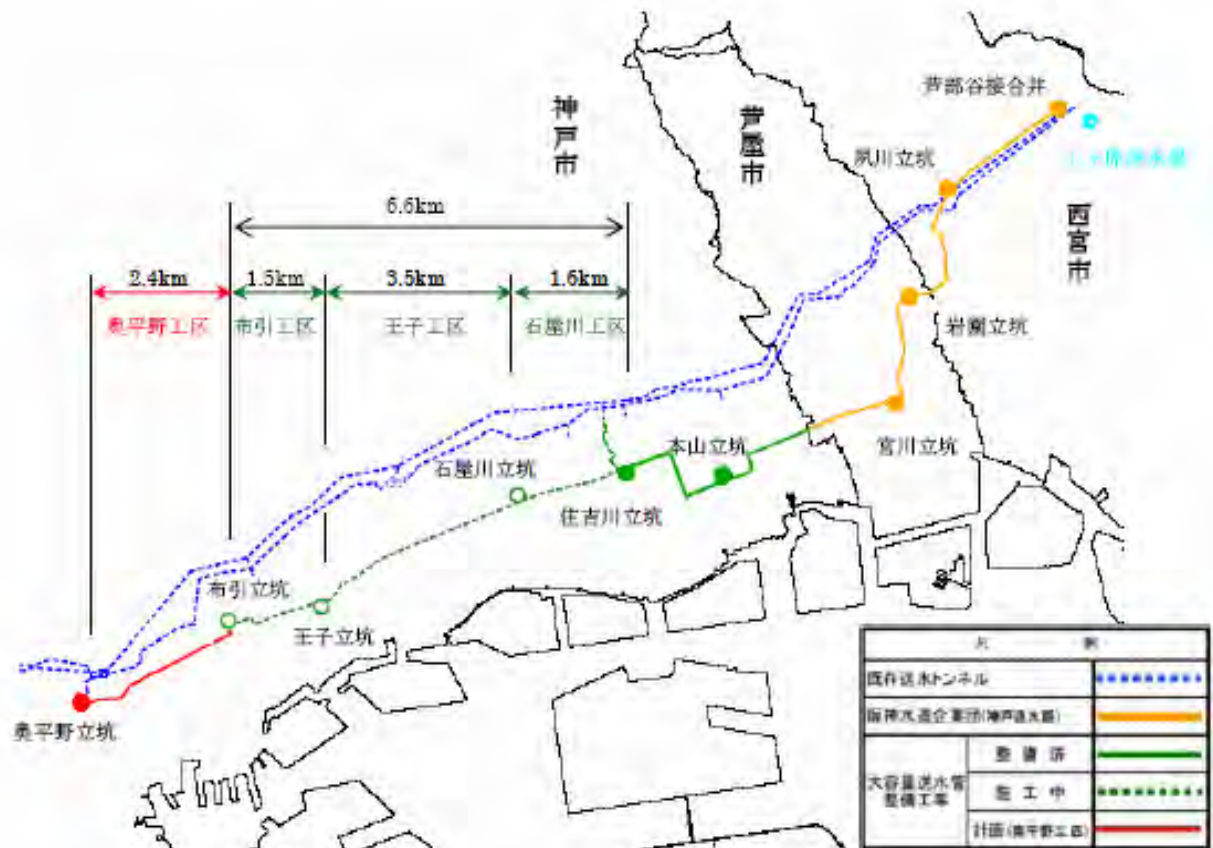 芦部谷接合井
神戸市
芦屋市
夙川立坑
西宮市
6.6km
2.4km
1.5km
3.5km
1.6km
奥平野工区
布引工区
王子工区
石屋川工区
岩園立坑
本山立坑
宮川立坑
石屋川立坑
住吉川立坑
布引立坑
王子立坑
奥平野立坑
凡 例
既存送水トンネル
阪神水道企業団(神戸送水路)
大容量送水管
整備工事
整備済
施工中
計画(奥平野工区)